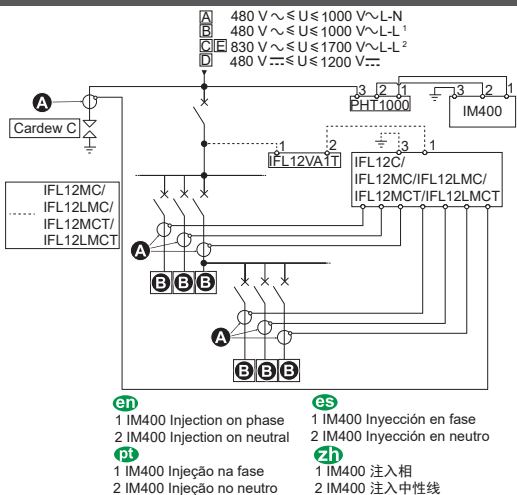 A 480 V ~ ≤ U ≤ 1000 V~L-N
B 480 V ~ ≤ U ≤ 1000 V~L-L 1
C E 830 V ~ ≤ U ≤ 1700 V~L-L 2
D 480 V ⎓ ≤ U ≤ 1200 V⎓
A
Cardew C
3 2 1
PHT1000
3 2 1
IM400
1 2
IFL12VA1T
3 1
IFL12C/
IFL12MC/IFL12LMC/
IFL12MCT/IFL12LMCT
IFL12MC/
IFL12LMC/
IFL12MCT/
IFL12LMCT
A
B B B
A
B B B
en
1 IM400 Injection on phase
2 IM400 Injection on neutral
es
1 IM400 Inyección en fase
2 IM400 Inyección en neutro
pt
1 IM400 Injeção na fase
2 IM400 Injeção no neutro
zh
1 IM400 注入相
2 IM400 注入中性线